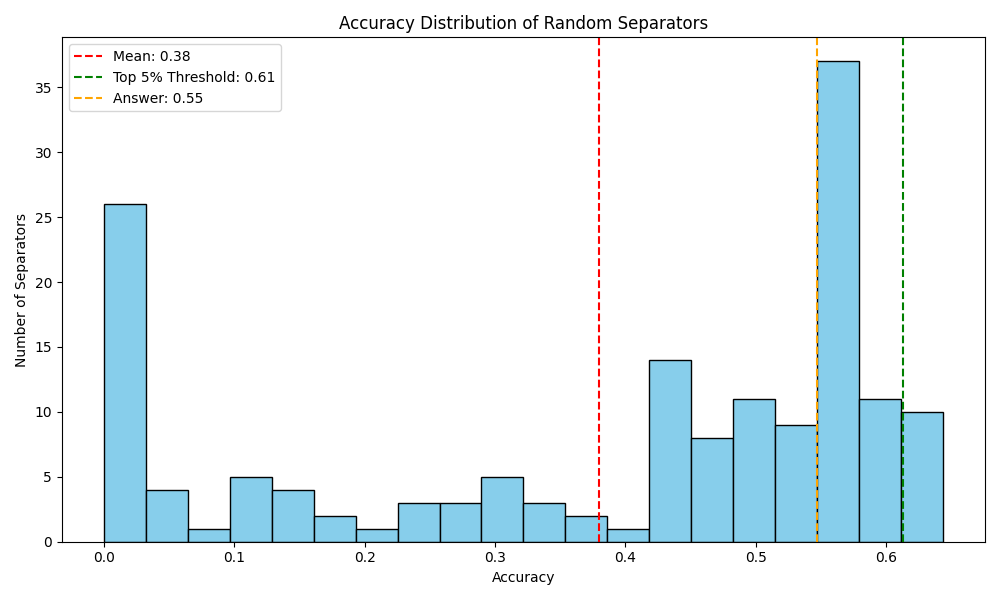 Accuracy Distribution of Random Separators
Mean: 0.38
Top 5% Threshold: 0.61
Answer: 0.55
Number of Separators
35
30
25
20
15
10
5
0
0.0 0.1 0.2 0.3 0.4 0.5 0.6
Accuracy